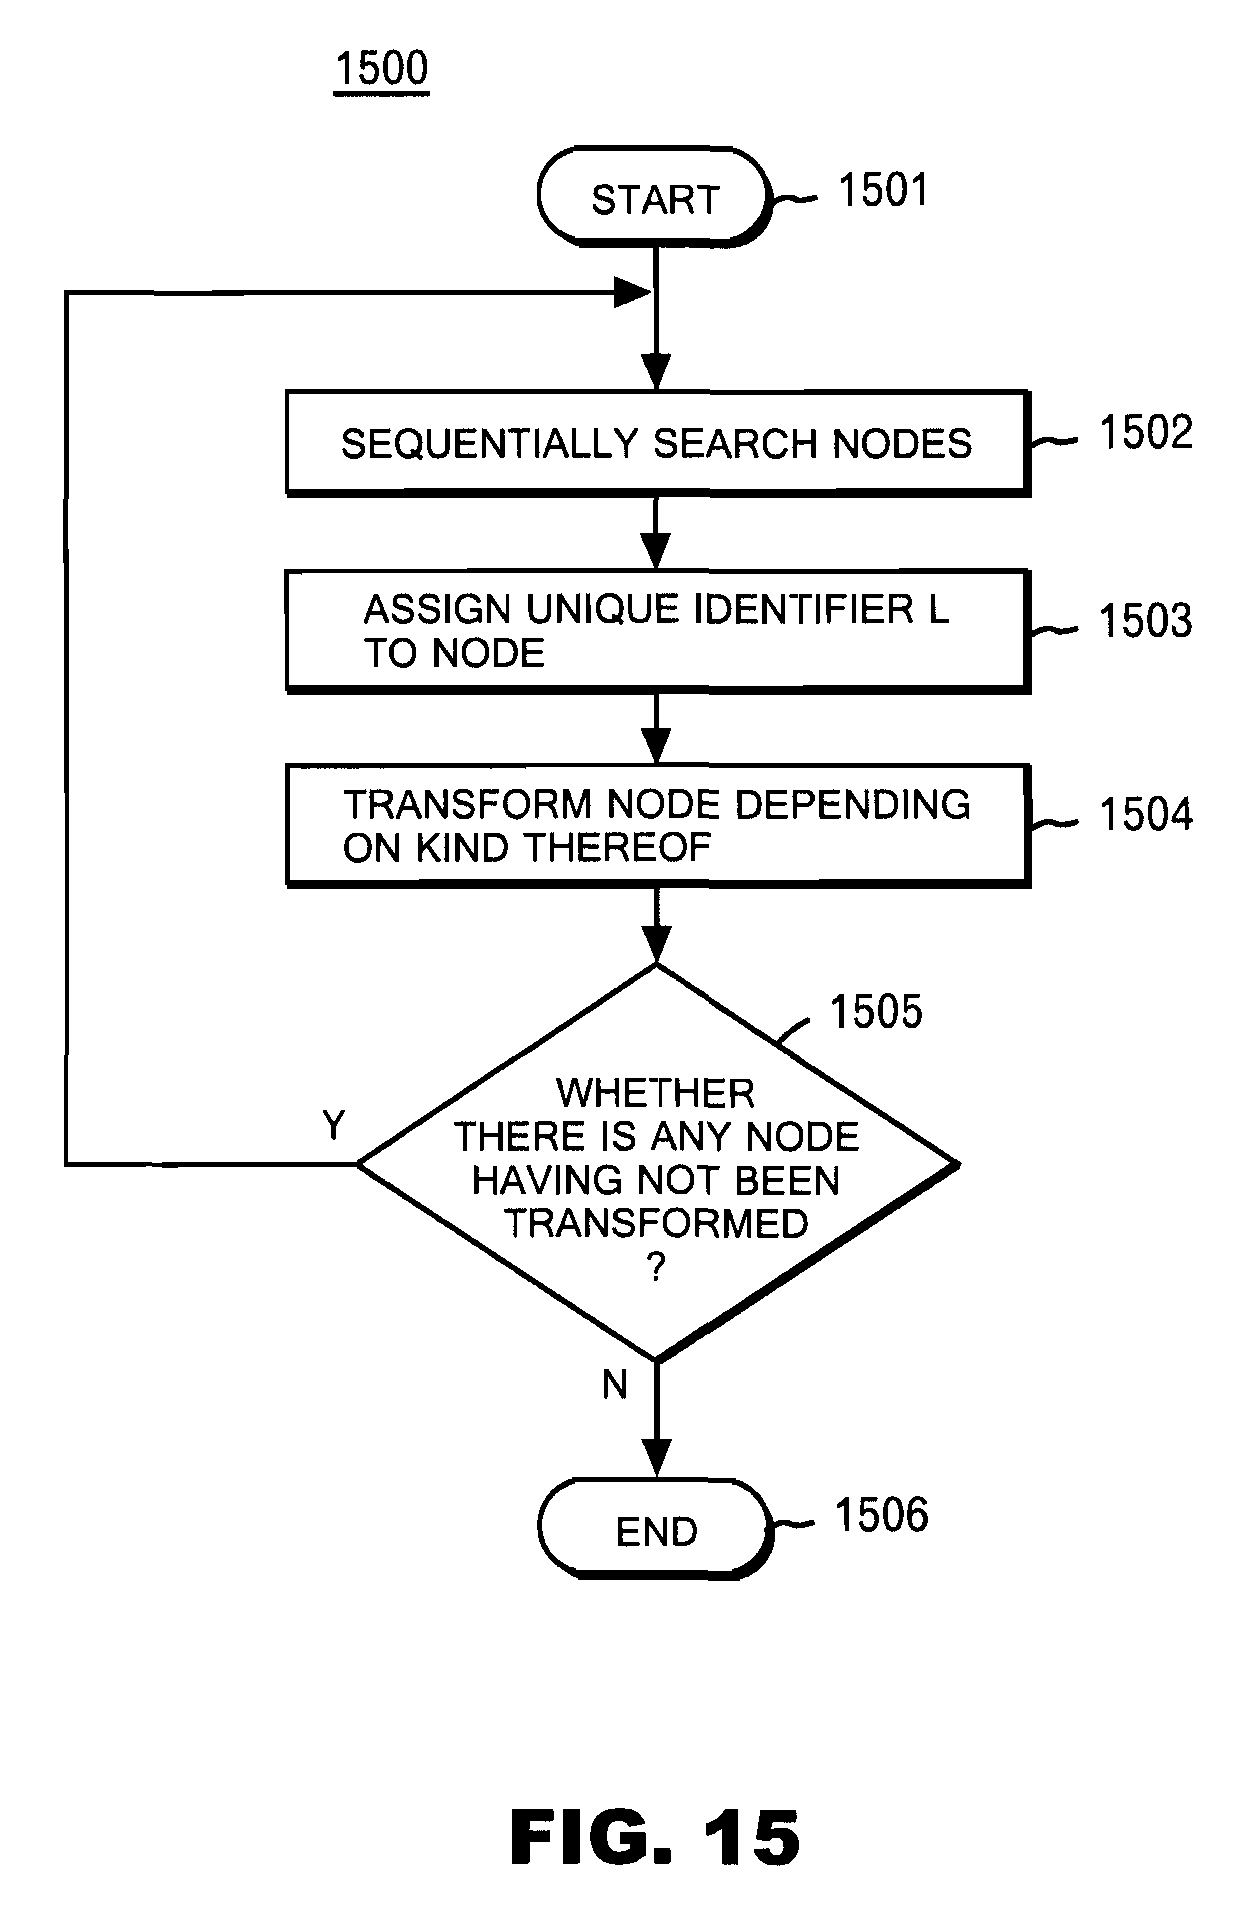 1500
START
1501
SEQUENTIALLY SEARCH NODES
1502
ASSIGN UNIQUE IDENTIFIER L
TO NODE
1503
TRANSFORM NODE DEPENDING
ON KIND THEREOF
1504
1505
WHETHER
THERE IS ANY NODE
HAVING NOT BEEN
TRANSFORMED
?
Y
N
END
1506
FIG. 15